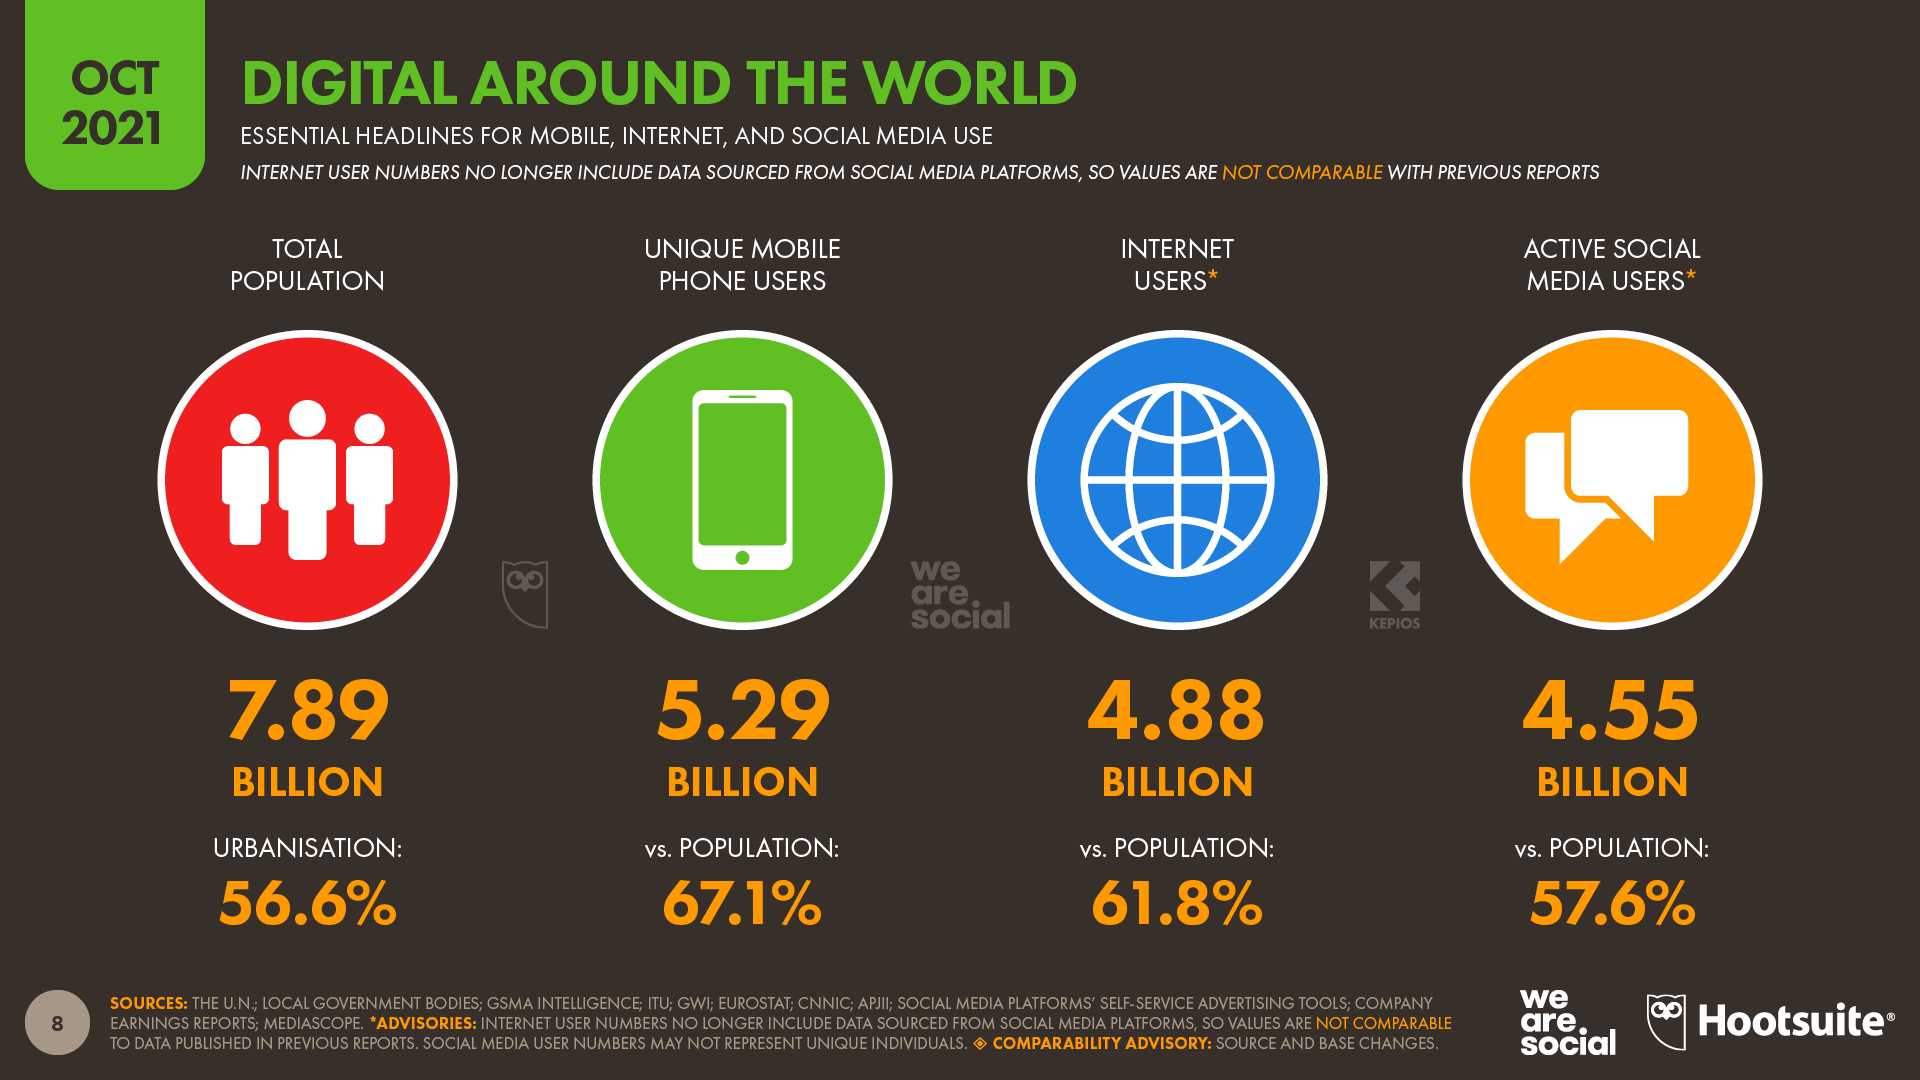 OCT
2021
DIGITAL AROUND THE WORLD
ESSENTIAL HEADLINES FOR MOBILE, INTERNET, AND SOCIAL MEDIA USE
INTERNET USER NUMBERS NO LONGER INCLUDE DATA SOURCED FROM SOCIAL MEDIA PLATFORMS, SO VALUES ARE NOT COMPARABLE WITH PREVIOUS REPORTS
TOTAL
POPULATION
7.89
BILLION
URBANISATION:
56.6%
UNIQUE MOBILE
PHONE USERS
5.29
BILLION
vs. POPULATION:
67.1%
INTERNET
USERS*
4.88
BILLION
vs. POPULATION:
61.8%
ACTIVE SOCIAL
MEDIA USERS*
4.55
BILLION
vs. POPULATION:
57.6%
we
are
social
KEPIOS
8
SOURCES: THE U.N.; LOCAL GOVERNMENT BODIES; GSMA INTELLIGENCE; ITU; GWI; EUROSTAT; CNNIC; APJII; SOCIAL MEDIA PLATFORMS' SELF-SERVICE ADVERTISING TOOLS; COMPANY
EARNINGS REPORTS; MEDIASCOPE. *ADVISORIES: INTERNET USER NUMBERS NO LONGER INCLUDE DATA SOURCED FROM SOCIAL MEDIA PLATFORMS, SO VALUES ARE NOT COMPARABLE
TO DATA PUBLISHED IN PREVIOUS REPORTS. SOCIAL MEDIA USER NUMBERS MAY NOT REPRESENT UNIQUE INDIVIDUALS. ◈ COMPARABILITY ADVISORY: SOURCE AND BASE CHANGES.
we
are
social
Hootsuite®